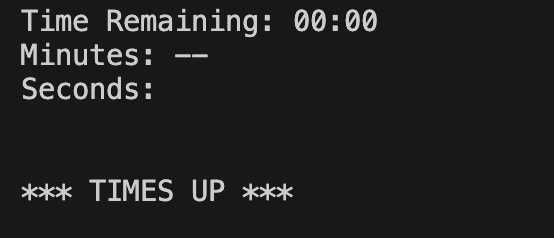 Time Remaining: 00:00
Minutes: --
Seconds:
*** TIMES UP ***